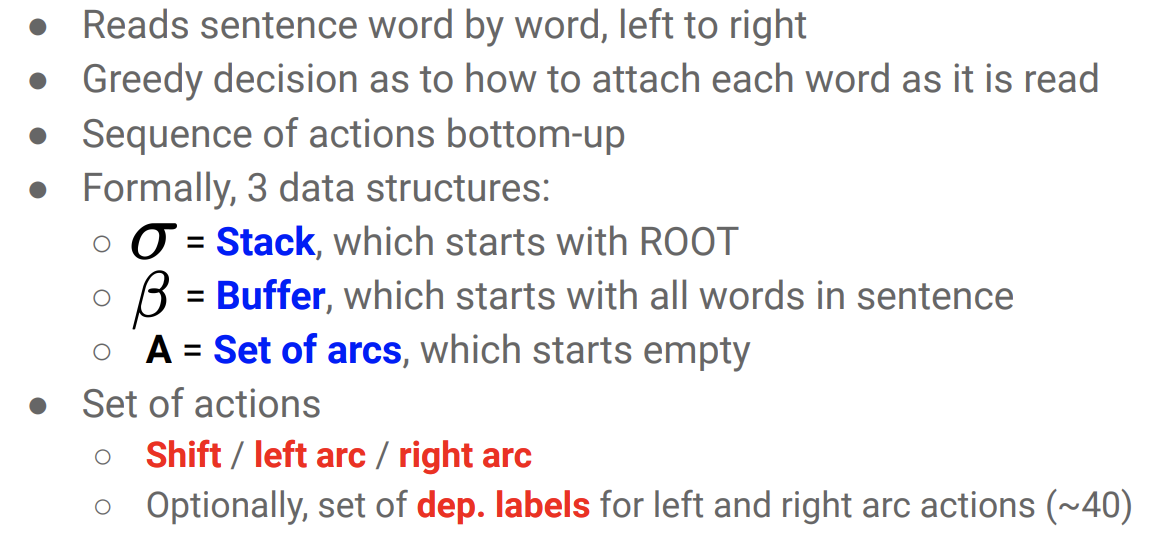 ● Reads sentence word by word, left to right
● Greedy decision as to how to attach each word as it is read
● Sequence of actions bottom-up
● Formally, 3 data structures:
○ σ = Stack, which starts with ROOT
○ β = Buffer, which starts with all words in sentence
○ A = Set of arcs, which starts empty
● Set of actions
○ Shift / left arc / right arc
○ Optionally, set of dep. labels for left and right arc actions (~40)